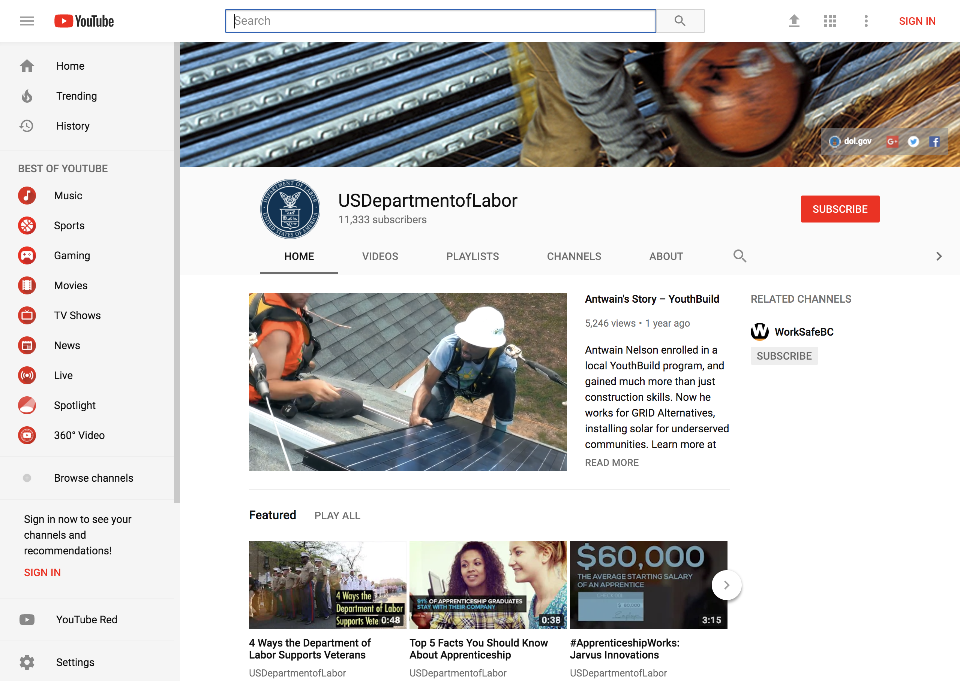 YouTube
Search
SIGN IN
Home
Trending
History
BEST OF YOUTUBE
Music
Sports
Gaming
Movies
TV Shows
News
Live
Spotlight
360° Video
Browse channels
Sign in now to see your
channels and
recommendations!
SIGN IN
YouTube Red
Settings
dol.gov
G+
USDepartmentofLabor
11,333 subscribers
SUBSCRIBE
HOME
VIDEOS
PLAYLISTS
CHANNELS
ABOUT
Antwain's Story – YouthBuild
5,246 views • 1 year ago
Antwain Nelson enrolled in a
local YouthBuild program, and
gained much more than just
construction skills. Now he
works for GRID Alternatives,
installing solar for underserved
communities. Learn more at
READ MORE
RELATED CHANNELS
WorkSafeBC
SUBSCRIBE
Featured
PLAY ALL
4 Ways the
Department of Labor
Supports Vete
0:48
4 Ways the Department of
Labor Supports Veterans
USDepartmentofLabor
91% OF APPRENTICESHIP GRADUATES
STAY WITH THEIR COMPANY
0:38
Top 5 Facts You Should Know
About Apprenticeship
USDepartmentofLabor
$60,000
THE AVERAGE STARTING SALARY
OF AN APPRENTICE
3:15
#ApprenticeshipWorks:
Jarvus Innovations
USDepartmentofLabor